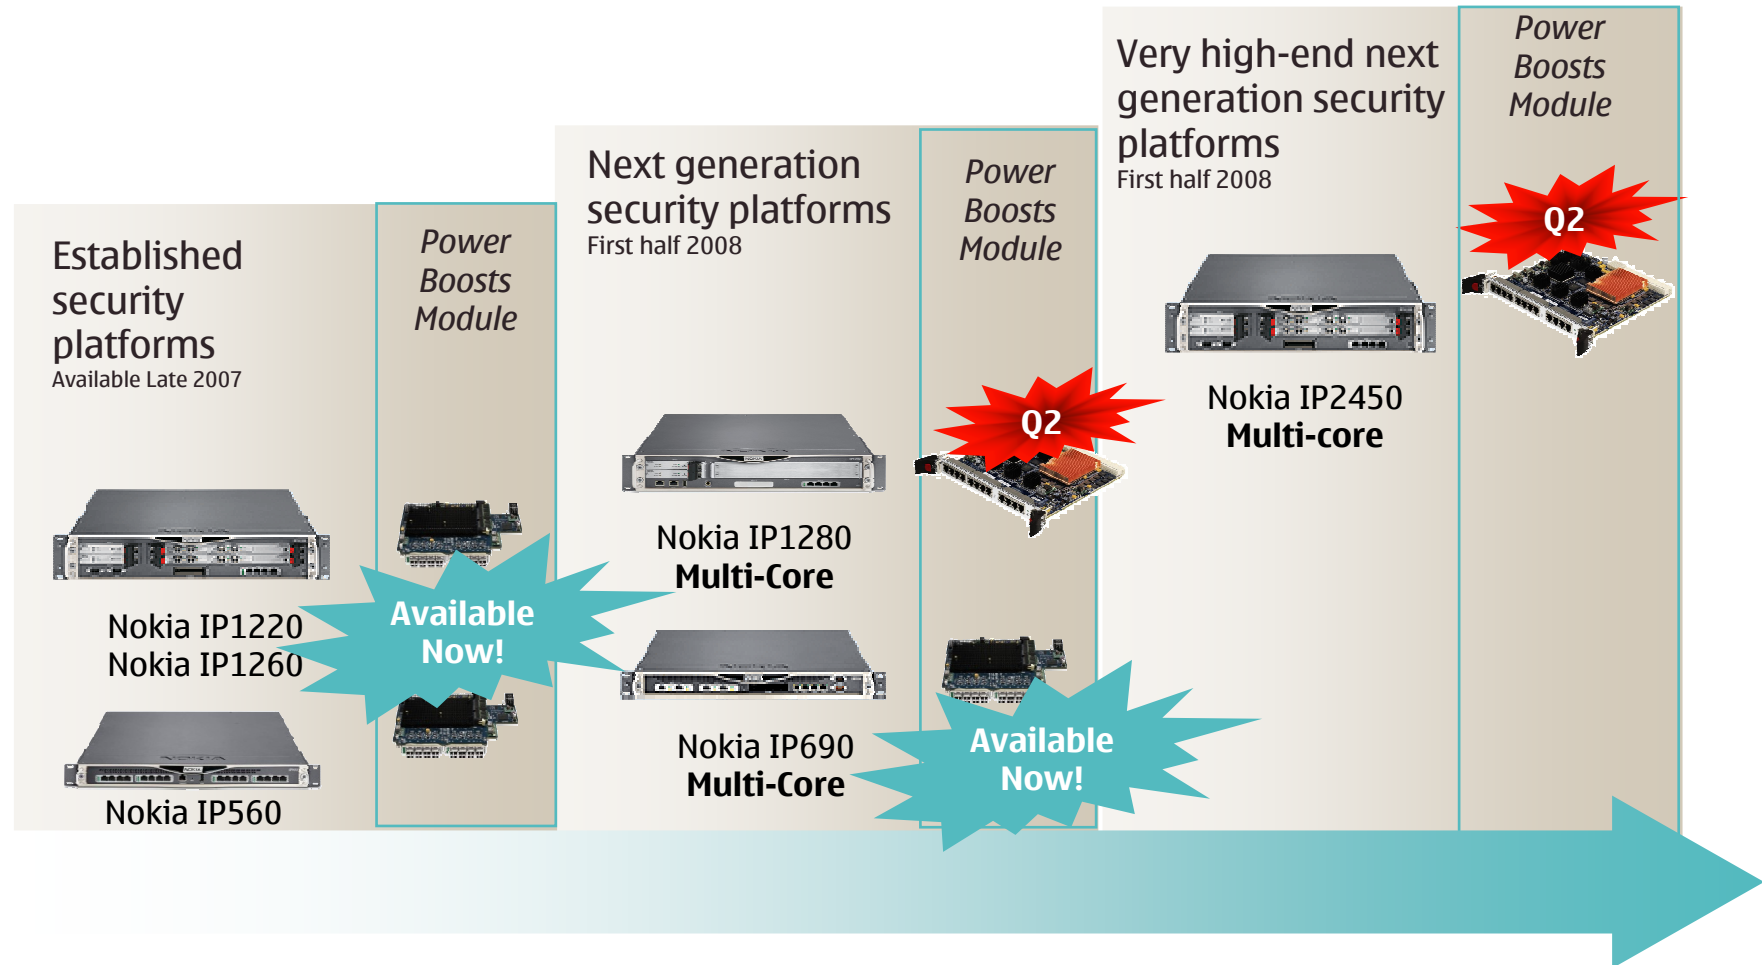 Established
security
platforms
Available Late 2007
Power
Boosts
Module
Nokia IP1220
Nokia IP1260
Available
Now!
Nokia IP560
Next generation
security platforms
First half 2008
Power
Boosts
Module
Q2
Nokia IP1280
Multi-Core
Nokia IP690
Multi-Core
Available
Now!
Very high-end next
generation security
platforms
First half 2008
Power
Boosts
Module
Q2
Nokia IP2450
Multi-core